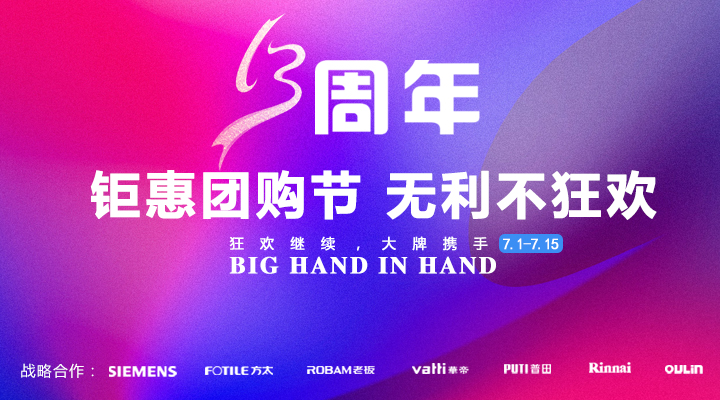 13周年
钜惠团购节 无利不狂欢
狂欢继续，大牌携手 7.1-7.15
BIG HAND IN HAND
战略合作： SIEMENS FOTILE方太 ROBAM老板 vatti華帝 PUTI普田 Rinnai OULIN